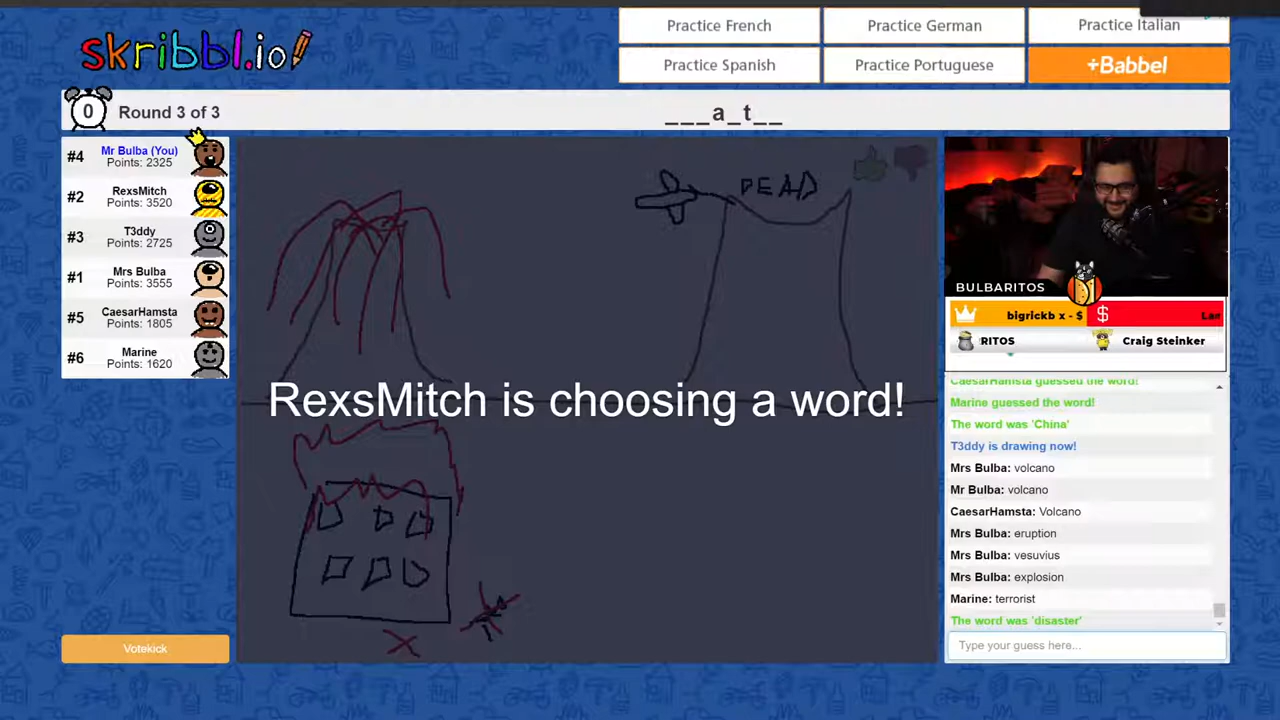 Practice French
Practice German
Practice Italian
skribbl.io
Practice Spanish
Practice Portuguese
+Babbel
0
Round 3 of 3
___a_t__
#4
Mr Bulba (You)
Points: 2325
#2
RexsMitch
Points: 3520
#3
T3ddy
Points: 2725
#1
Mrs Bulba
Points: 3555
#5
CaesarHamsta
Points: 1805
#6
Marine
Points: 1620
Votekick
DEAD
RexsMitch is choosing a word!
BULBARITOS
bigrickb x - $
$
RITOS
Craig Steinker
CaesarHamsta guessed the word!
Marine guessed the word!
The word was 'China'
T3ddy is drawing now!
Mrs Bulba: volcano
Mr Bulba: volcano
CaesarHamsta: Volcano
Mrs Bulba: eruption
Mrs Bulba: vesuvius
Mrs Bulba: explosion
Marine: terrorist
The word was 'disaster'
Type your guess here...